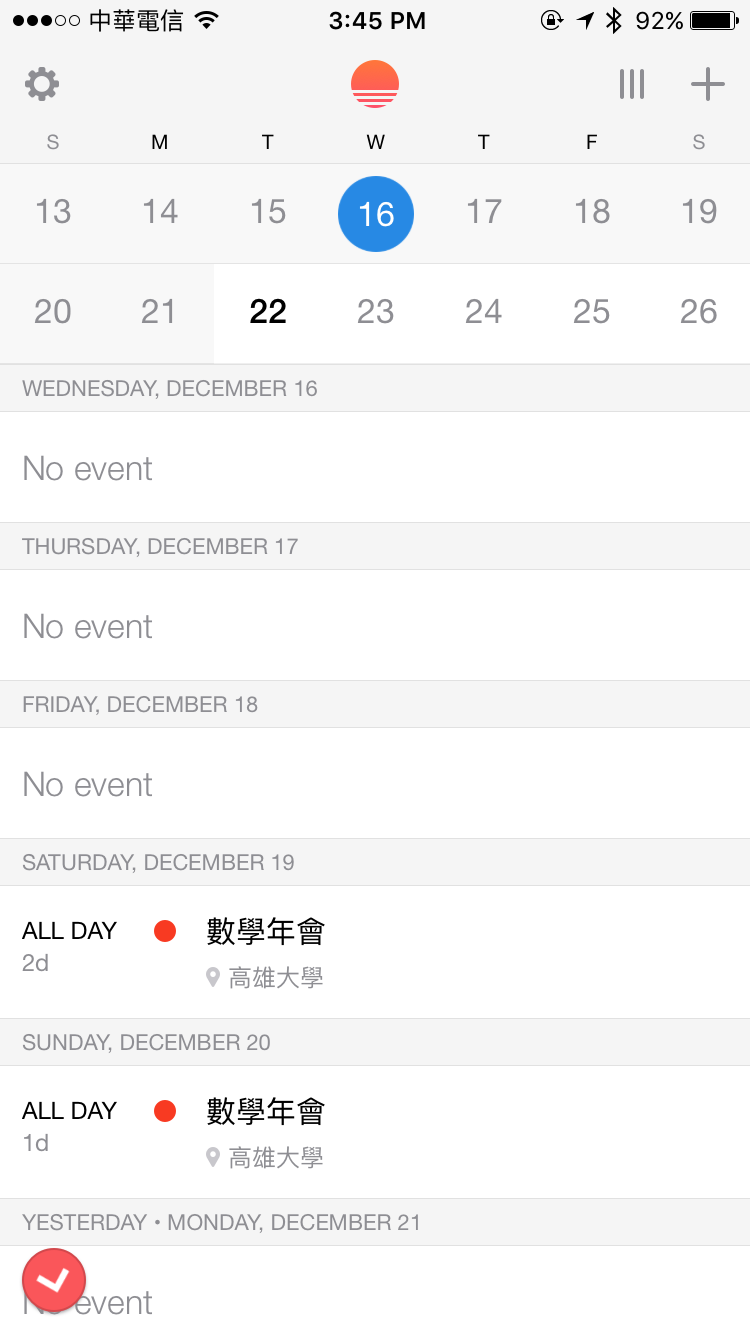 中華電信 3:45 PM 92%
S M T W T F S
13 14 15 16 17 18 19
20 21 22 23 24 25 26
WEDNESDAY, DECEMBER 16
No event
THURSDAY, DECEMBER 17
No event
FRIDAY, DECEMBER 18
No event
SATURDAY, DECEMBER 19
ALL DAY 數學年會
2d 高雄大學
SUNDAY, DECEMBER 20
ALL DAY 數學年會
1d 高雄大學
YESTERDAY • MONDAY, DECEMBER 21
No event